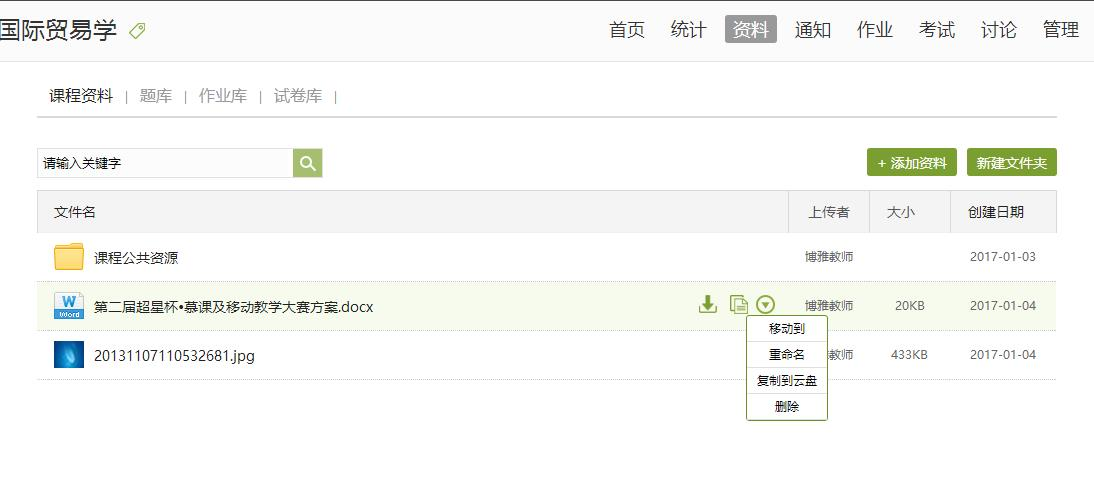 国际贸易学
首页 统计 资料 通知 作业 考试 讨论 管理
课程资料 | 题库 | 作业库 | 试卷库 |
请输入关键字
+ 添加资料 新建文件夹
文件名 上传者 大小 创建日期
课程公共资源 博雅教师 2017-01-03
W
Word
第二届超星杯•慕课及移动教学大赛方案.docx 博雅教师 20KB 2017-01-04
移动到
重命名
20131107110532681.jpg 教师 433KB 2017-01-04
复制到云盘
删除